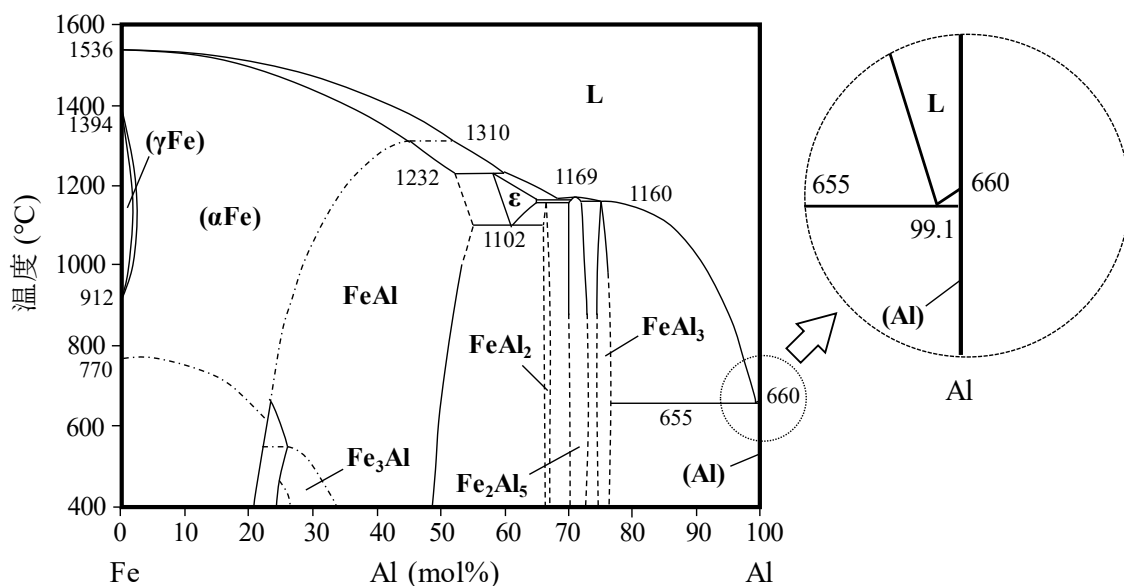 1600
1536
1400
1394
1310
L
(γFe)
1232
1169
1160
1200
ε
(αFe)
1102
1000
912
FeAl
800
770
FeAl2
FeAl3
660
655
600
Fe3Al
Fe2Al5
(Al)
400
温度 (°C)
0 10 20 30 40 50 60 70 80 90 100
Fe Al (mol%) Al
L
655
660
99.1
(Al)
Al